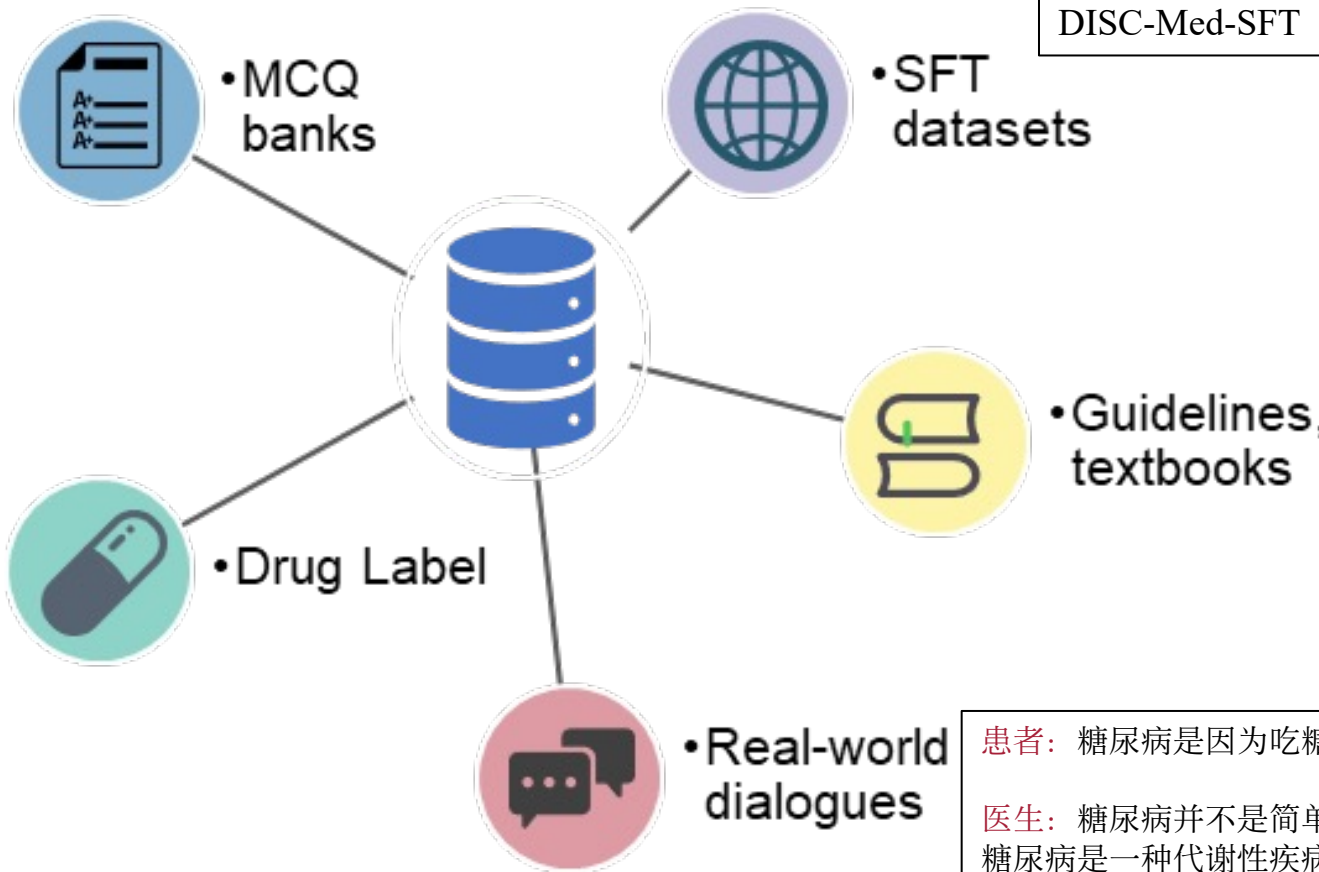 DISC-Med-SFT
•MCQ
banks
•SFT
datasets
•Guidelines,
textbooks
•Drug Label
•Real-world
dialogues
患者：糖尿病是因为吃糖
医生：糖尿病并不是简单
糖尿病是一种代谢性疾病